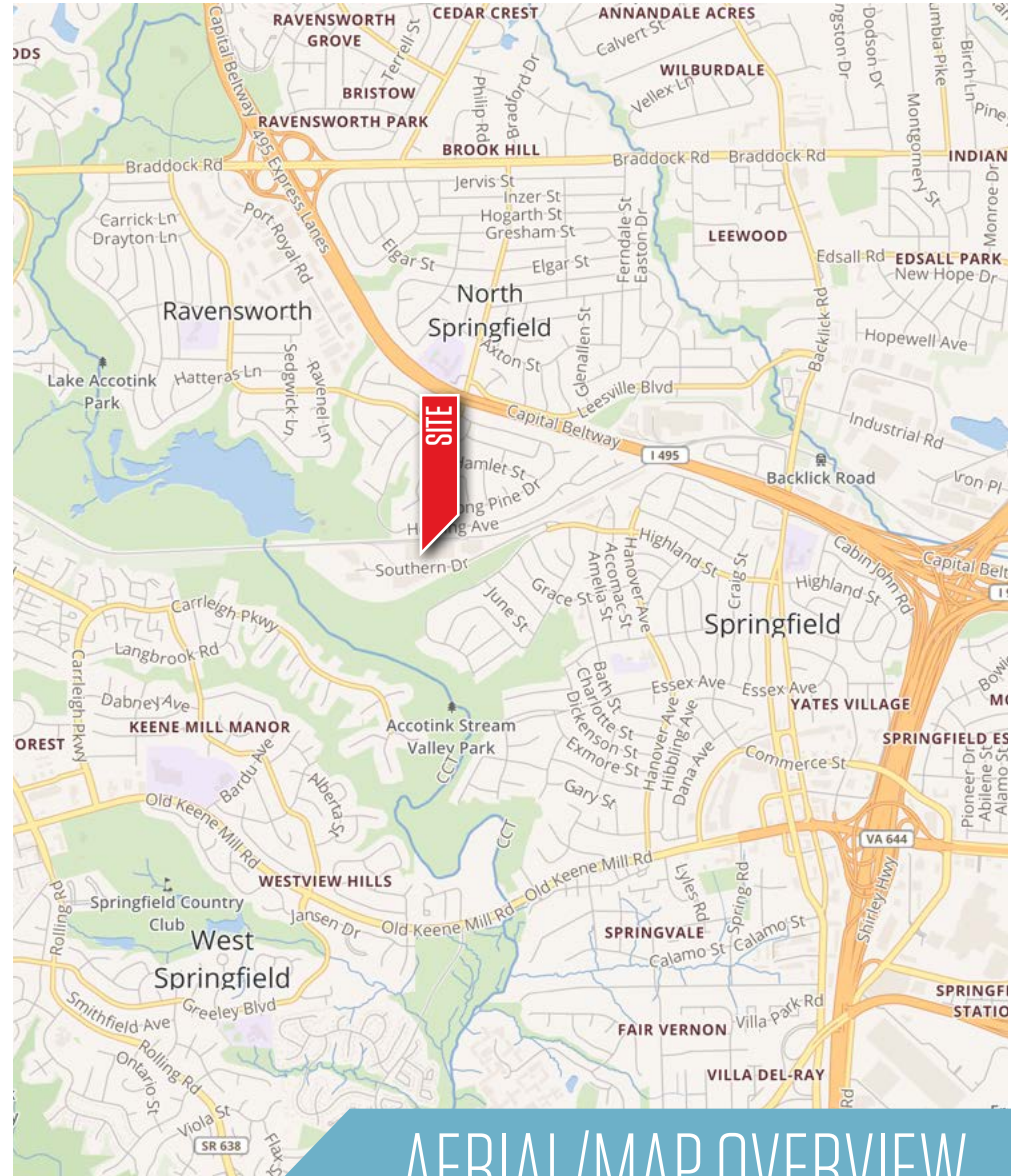 RAVENSWORTH
GROVE
CEDAR CREST
ANNANDALE ACRES
Terrell St
Calvert St
Dodson Dr
Birch Ln
Capital Beltway
BRISTOW
Philip Rd
Bradford Dr
WILBURDALE
Vellex Ln
Montgomery St
RAVENSWORTH PARK
495 Express Lanes
BROOK HILL
Braddock Rd
Braddock Rd
Braddock Rd
INDIAN
Jervis St
Inzer St
Hogarth St
Gresham St
Carrick Ln
Drayton Ln
Port Royal Rd
Ferndale St
Easton Dr
LEEWOOD
Monroe Dr
Elgar St
Elgar St
Edsall Rd
EDSALL PARK
New Hope Dr
Ravensworth
North
Springfield
Backlick Rd
Hopewell Ave
Axton St
Glenallen St
Lake Accotink
Park
Hatteras Ln
Sedgwick Ln
Ravenel Ln
Leesville Blvd
SITE
Capital Beltway
I 495
Industrial Rd
Backlick Road
Iron Pl
Hamlet St
Southern Dr
Highland St
Hanover Ave
Accomac St
Amelia St
Craig St
Cabin John Rd
Highland St
Carrleigh Pkwy
June St
Grace St
Springfield
Langbrook Rd
Carrleigh Pkwy
Dabney Ave
KEENE MILL MANOR
Accotink Stream
Valley Park
Bath St
Charlotte St
Dickenson St
Exmore St
Essex Ave
Essex Ave
YATES VILLAGE
Hanover Ave
Hibbling Ave
Dana Ave
Commerce St
CCT
Bardu Ave
Alberta St
Gary St
Pioneer Dr
Abilene St
Alamo St
Old Keene Mill Rd
CCT
VA 644
Old Keene Mill Rd
WESTVIEW HILLS
Springfield Country
Club
Jansen Dr
Old Keene Mill Rd
Lyles Rd
Spring Rd
Shirley Hwy
Rolling Rd
West
Springfield
SPRINGVALE
Calamo St
Calamo St
Smithfield Ave
Greeley Blvd
FAIR VERNON
Villa Park Rd
Rolling Rd
Ontario St
VILLA DEL-RAY
Viola St
SR 638
Rd
AERIAL/MAP OVERVIEW